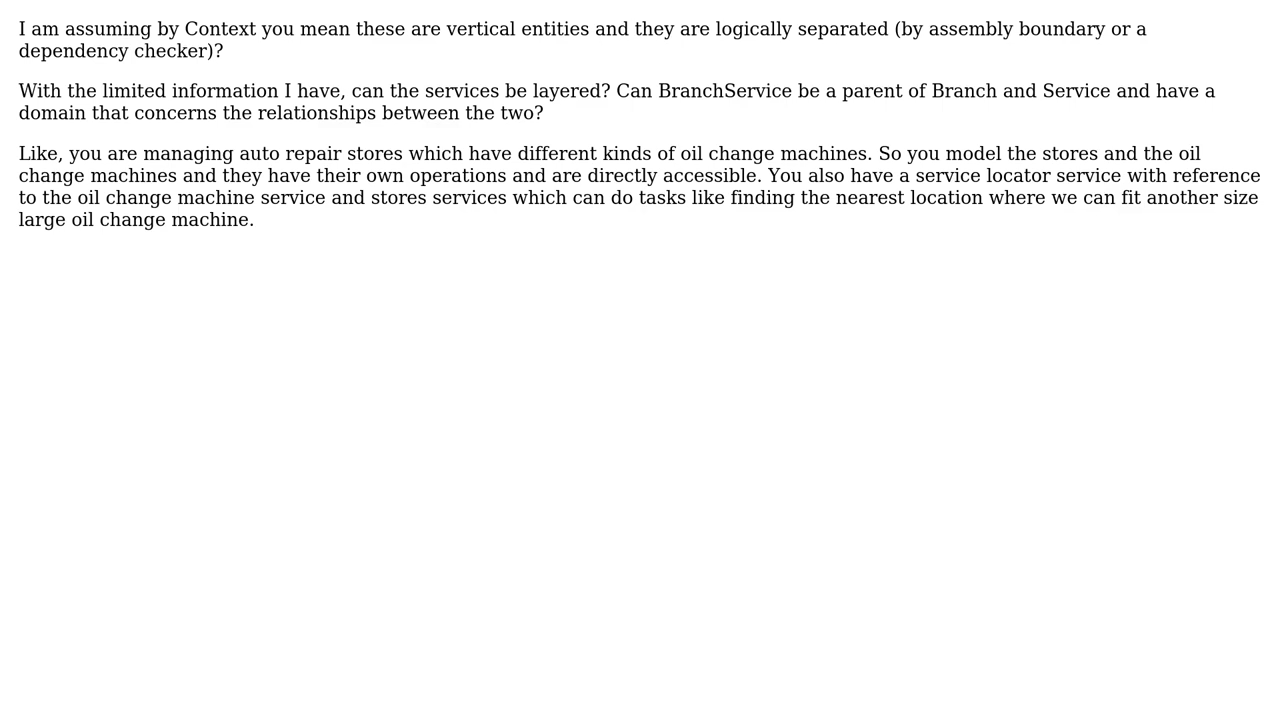 I am assuming by Context you mean these are vertical entities and they are logically separated (by assembly boundary or a
dependency checker)?
With the limited information I have, can the services be layered? Can BranchService be a parent of Branch and Service and have a
domain that concerns the relationships between the two?
Like, you are managing auto repair stores which have different kinds of oil change machines. So you model the stores and the oil
change machines and they have their own operations and are directly accessible. You also have a service locator service with reference
to the oil change machine service and stores services which can do tasks like finding the nearest location where we can fit another size
large oil change machine.